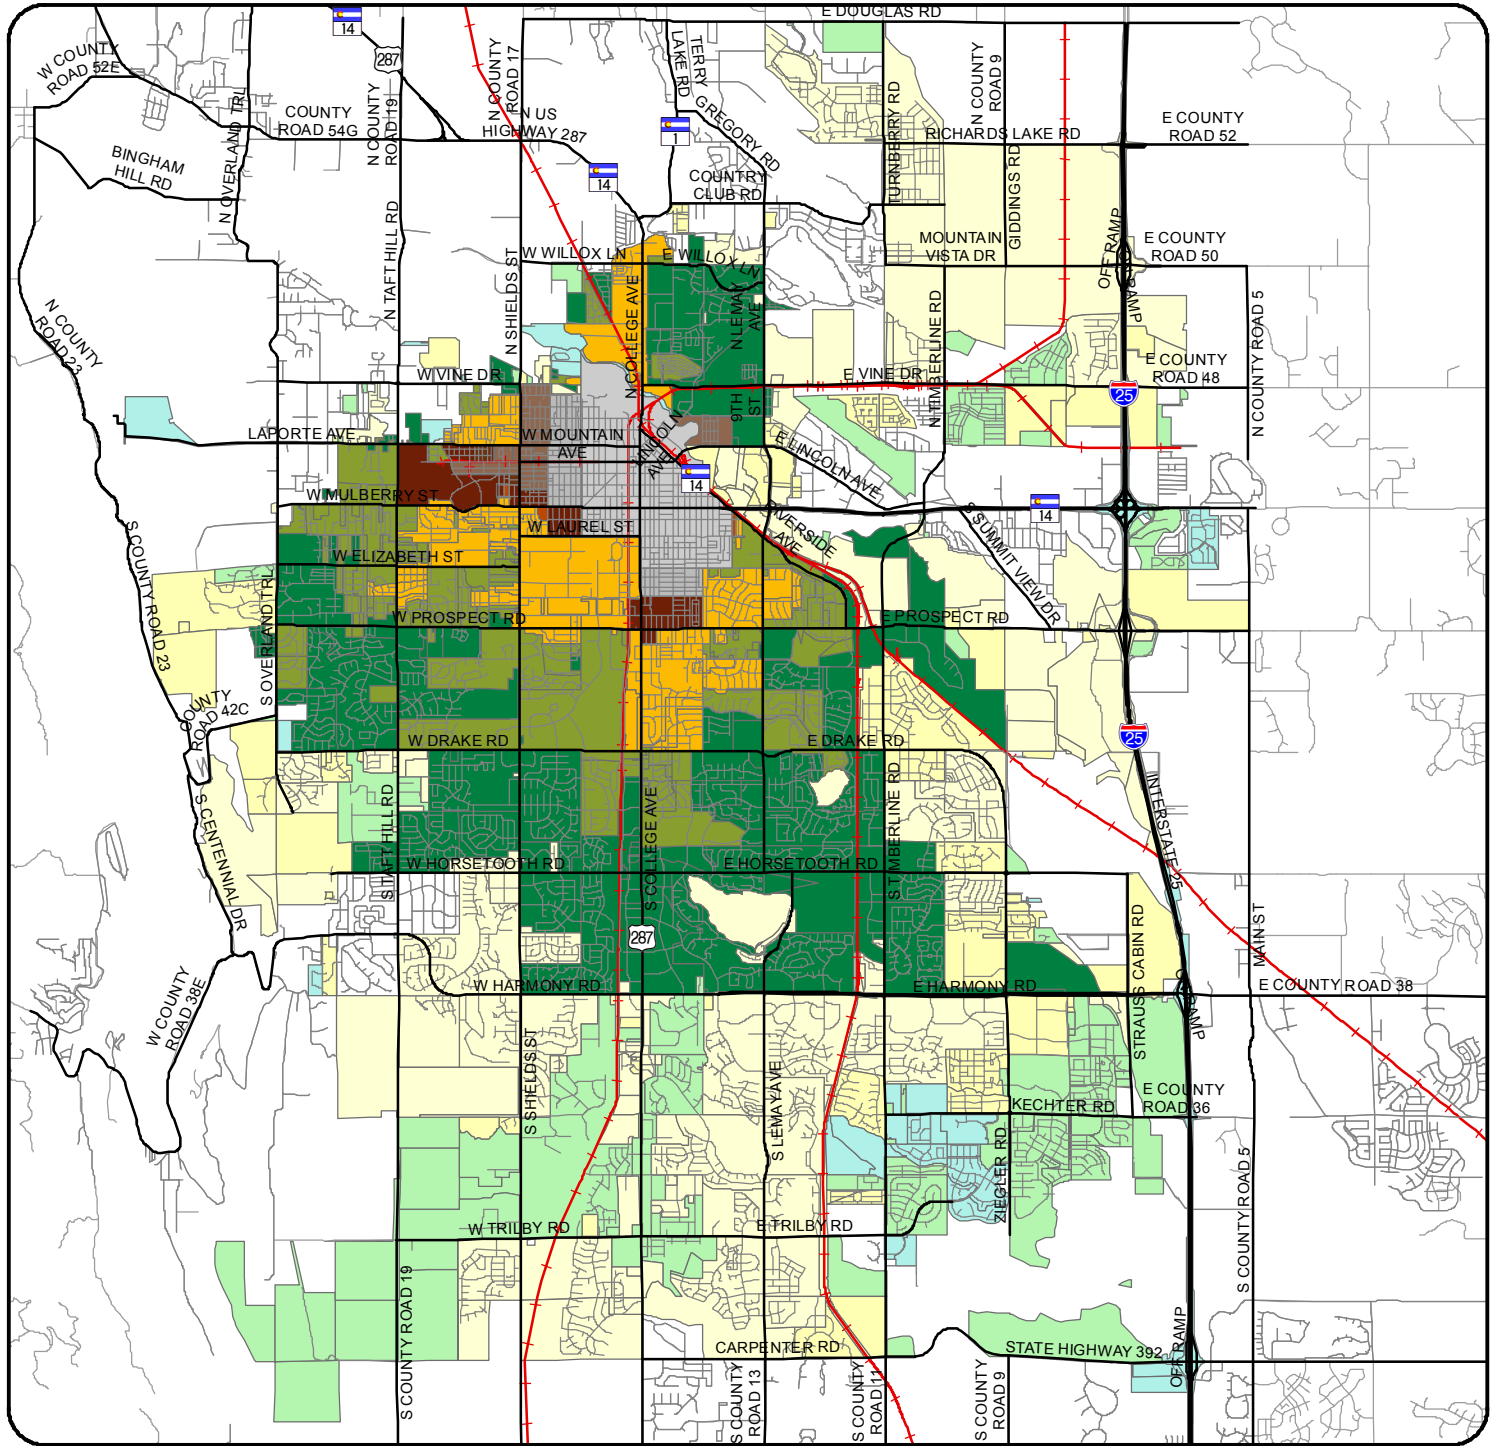 E DOUGLAS RD
14
287
W COUNTY
ROAD 52E
N COUNTY
ROAD 17
TERRY
LAKE RD
N COUNTY
ROAD 9
TURNBERRY RD
N OVERLAND TRL
COUNTY
ROAD 54G
N COUNTY
ROAD 19
N US
HIGHWAY 287
1
GREGORY RD
RICHARDS LAKE RD
E COUNTY
ROAD 52
BINGHAM
HILL RD
14
COUNTRY
CLUB RD
GIDDINGS RD
N TAFT HILL RD
N SHIELDS ST
W WILLOX LN
E WILLOX LN
MOUNTAIN
VISTA DR
OFF RAMP
ON RAMP
E COUNTY
ROAD 50
N COUNTY
ROAD 23
N COLLEGE AVE
N LEMAY
AVE
N TIMBERLINE RD
N COUNTY ROAD 5
W VINE DR
E VINE DR
E COUNTY
ROAD 48
25
9TH
ST
LAPORTE AVE
W MOUNTAIN
AVE
LINCOLN
AVE
E LINCOLN AVE
14
W MULBERRY ST
14
W LAUREL ST
RIVERSIDE
AVE
S SUMMIT VIEW DR
S COUNTY ROAD 23
W ELIZABETH ST
S OVERLAND TRL
W PROSPECT RD
E PROSPECT RD
COUNTY
ROAD 42C
W
W DRAKE RD
E DRAKE RD
25
S CENTENNIAL DR
S TAFT HILL RD
S COLLEGE AVE
S TIMBERLINE RD
INTERSTATE 25
W HORSETOOTH RD
E HORSETOOTH RD
287
STRAUSS CABIN RD
MAIN ST
W COUNTY
ROAD 38E
W HARMONY RD
E HARMONY RD
E COUNTY ROAD 38
S SHIELDS ST
S LEMAY AVE
KECHTER RD
E COUNTY
ROAD 36
ZIEGLER RD
S COUNTY ROAD 5
W TRILBY RD
E TRILBY RD
S COUNTY ROAD 19
CARPENTER RD
STATE HIGHWAY 392
OFF RAMP
S COUNTY
ROAD 13
S COUNTY
ROAD 11
S COUNTY
ROAD 9